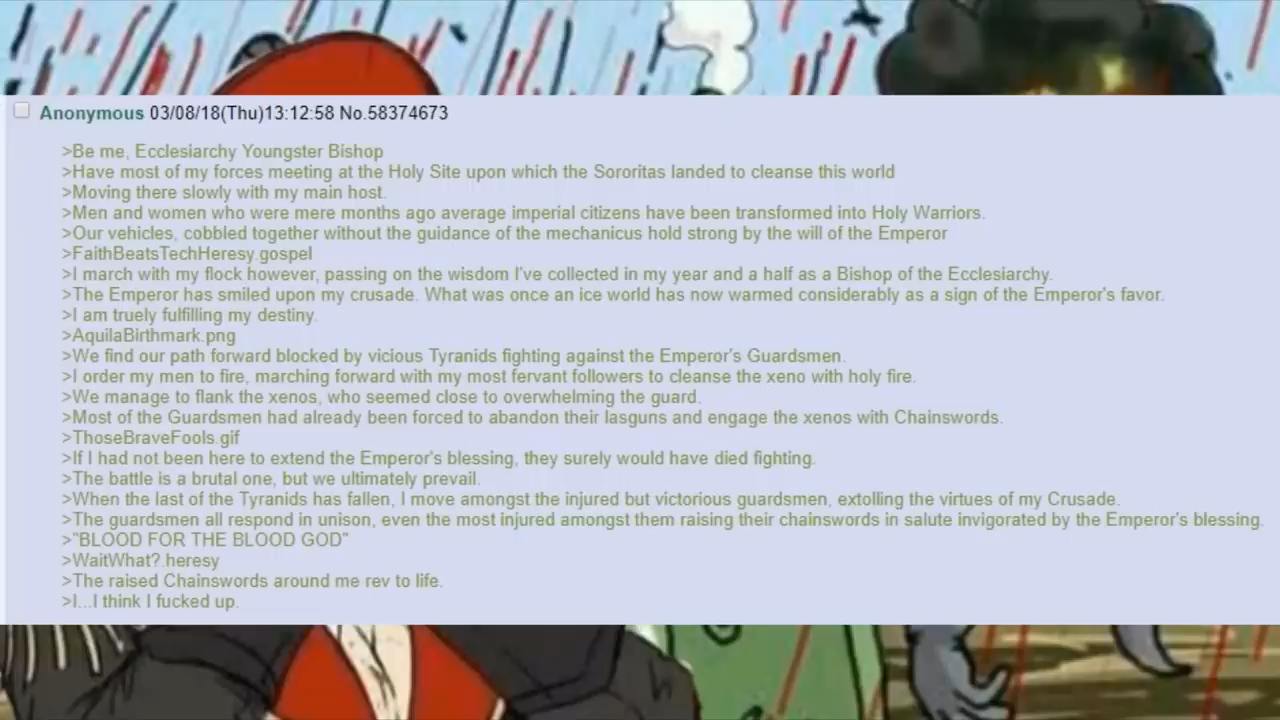 Anonymous 03/08/18(Thu)13:12:58 No.58374673
>Be me, Ecclesiarchy Youngster Bishop
>Have most of my forces meeting at the Holy Site upon which the Sororitas landed to cleanse this world
>Moving there slowly with my main host.
>Men and women who were mere months ago average imperial citizens have been transformed into Holy Warriors.
>Our vehicles, cobbled together without the guidance of the mechanicus hold strong by the will of the Emperor
>FaithBeatsTechHeresy.gospel
>I march with my flock however, passing on the wisdom I've collected in my year and a half as a Bishop of the Ecclesiarchy.
>The Emperor has smiled upon my crusade. What was once an ice world has now warmed considerably as a sign of the Emperor's favor.
>I am truely fulfilling my destiny.
>AquilaBirthmark.png
>We find our path forward blocked by vicious Tyranids fighting against the Emperor's Guardsmen.
>I order my men to fire, marching forward with my most fervant followers to cleanse the xeno with holy fire.
>We manage to flank the xenos, who seemed close to overwhelming the guard.
>Most of the Guardsmen had already been forced to abandon their lasguns and engage the xenos with Chainswords.
>ThoseBraveFools.gif
>If I had not been here to extend the Emperor's blessing, they surely would have died fighting.
>The battle is a brutal one, but we ultimately prevail.
>When the last of the Tyranids has fallen, I move amongst the injured but victorious guardsmen, extolling the virtues of my Crusade.
>The guardsmen all respond in unison, even the most injured amongst them raising their chainswords in salute invigorated by the Emperor's blessing.
>"BLOOD FOR THE BLOOD GOD"
>WaitWhat?.heresy
>The raised Chainswords around me rev to life.
>I...I think I fucked up.